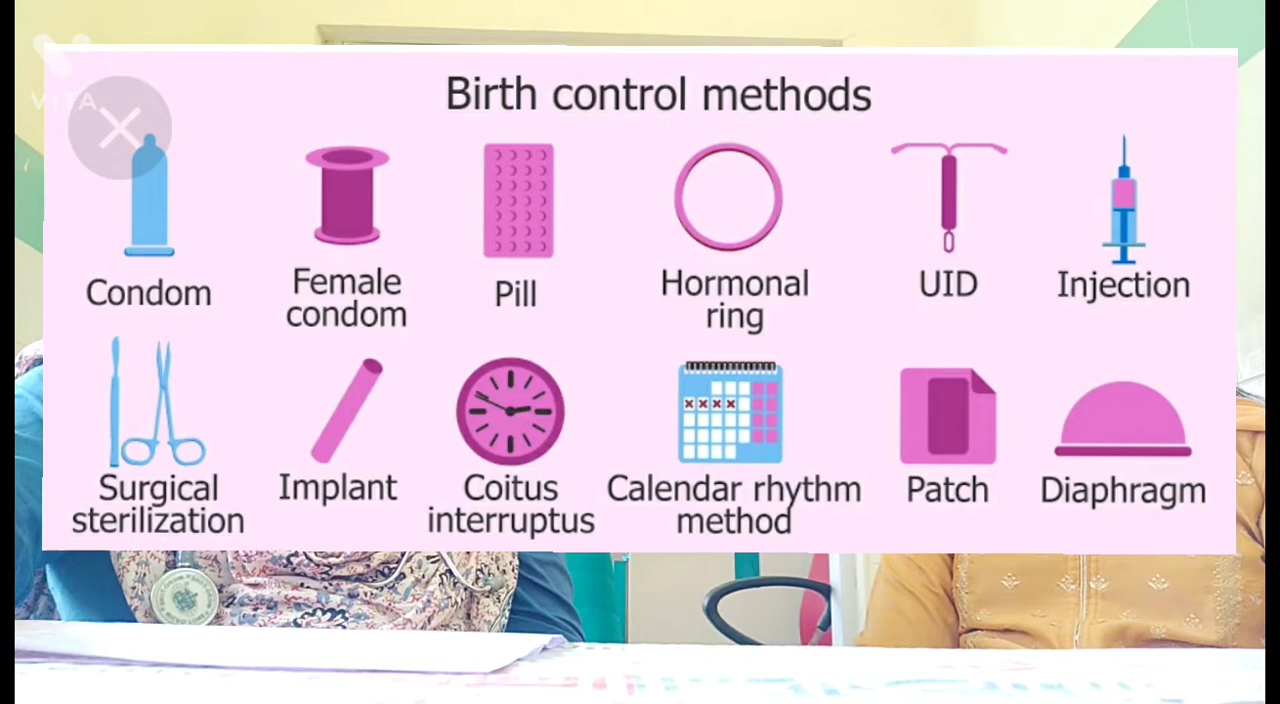 VITA
Birth control methods
Condom
Female
condom
Pill
Hormonal
ring
UID
Injection
Surgical
sterilization
Implant
Coitus
interruptus
Calendar rhythm
method
Patch
Diaphragm